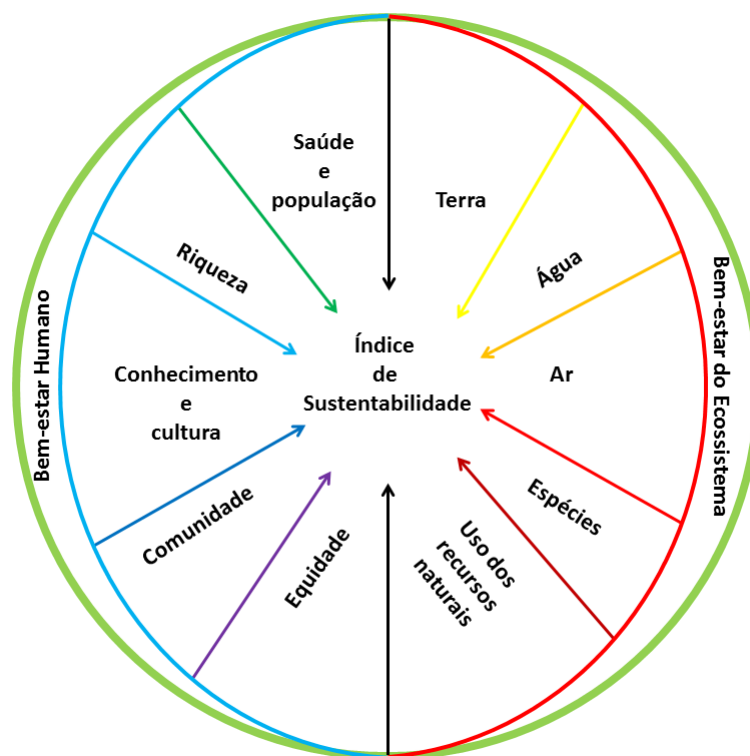 Saúde
e
população
Terra
Riqueza
Água
Bem-estar Humano
Bem-estar do Ecossistema
Índice
de
Sustentabilidade
Conhecimento
e
cultura
Ar
Comunidade
Espécies
Equidade
Uso dos
recursos
naturais